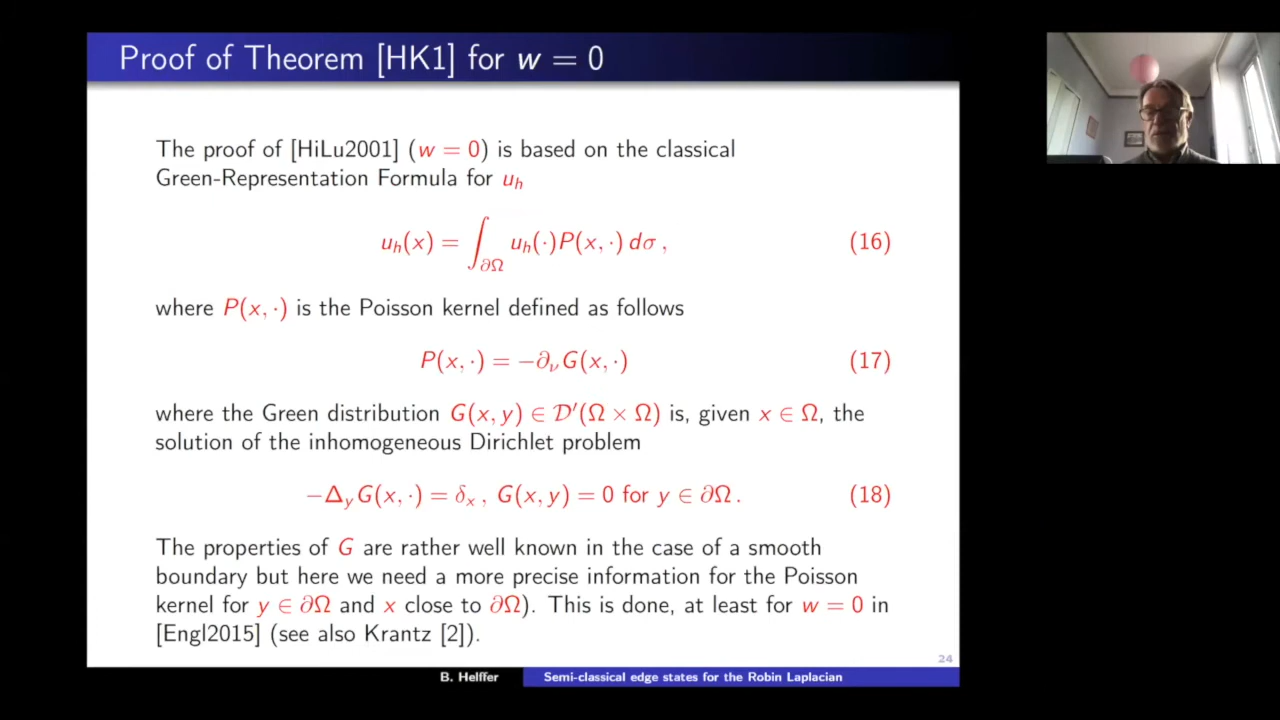 Proof of Theorem [HK1] for w = 0
The proof of [HiLu2001] (w = 0) is based on the classical
Green-Representation Formula for u_h
u_h(x) = ∫_{∂Ω} u_h(·)P(x, ·) dσ , (16)
where P(x, ·) is the Poisson kernel defined as follows
P(x, ·) = −∂_ν G(x, ·) (17)
where the Green distribution G(x, y) ∈ D′(Ω × Ω) is, given x ∈ Ω, the
solution of the inhomogeneous Dirichlet problem
−Δ_y G(x, ·) = δ_x , G(x, y) = 0 for y ∈ ∂Ω . (18)
The properties of G are rather well known in the case of a smooth
boundary but here we need a more precise information for the Poisson
kernel for y ∈ ∂Ω and x close to ∂Ω). This is done, at least for w = 0 in
[Engl2015] (see also Krantz [2]).
24
B. Helffer Semi-classical edge states for the Robin Laplacian